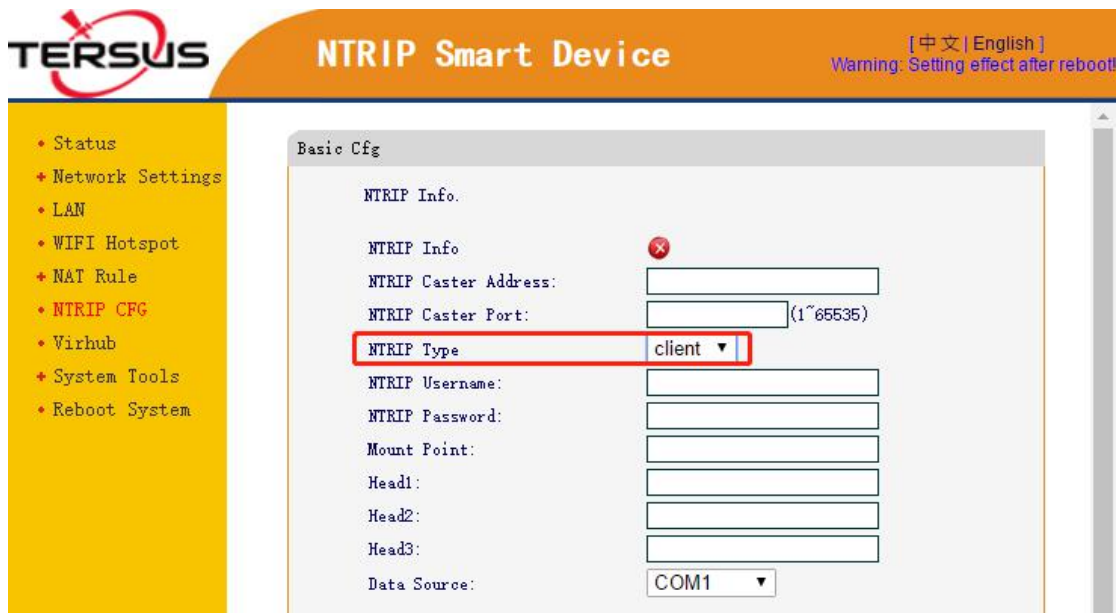 TERSUS
NTRIP Smart Device
[ 中文 | English ]
Warning: Setting effect after reboot!
Status
Network Settings
LAN
WIFI Hotspot
NAT Rule
NTRIP CFG
Virhub
System Tools
Reboot System
Basic Cfg
NTRIP Info.
NTRIP Info
NTRIP Caster Address:
NTRIP Caster Port: (1~65535)
NTRIP Type client
NTRIP Username:
NTRIP Password:
Mount Point:
Head1:
Head2:
Head3:
Data Source: COM1